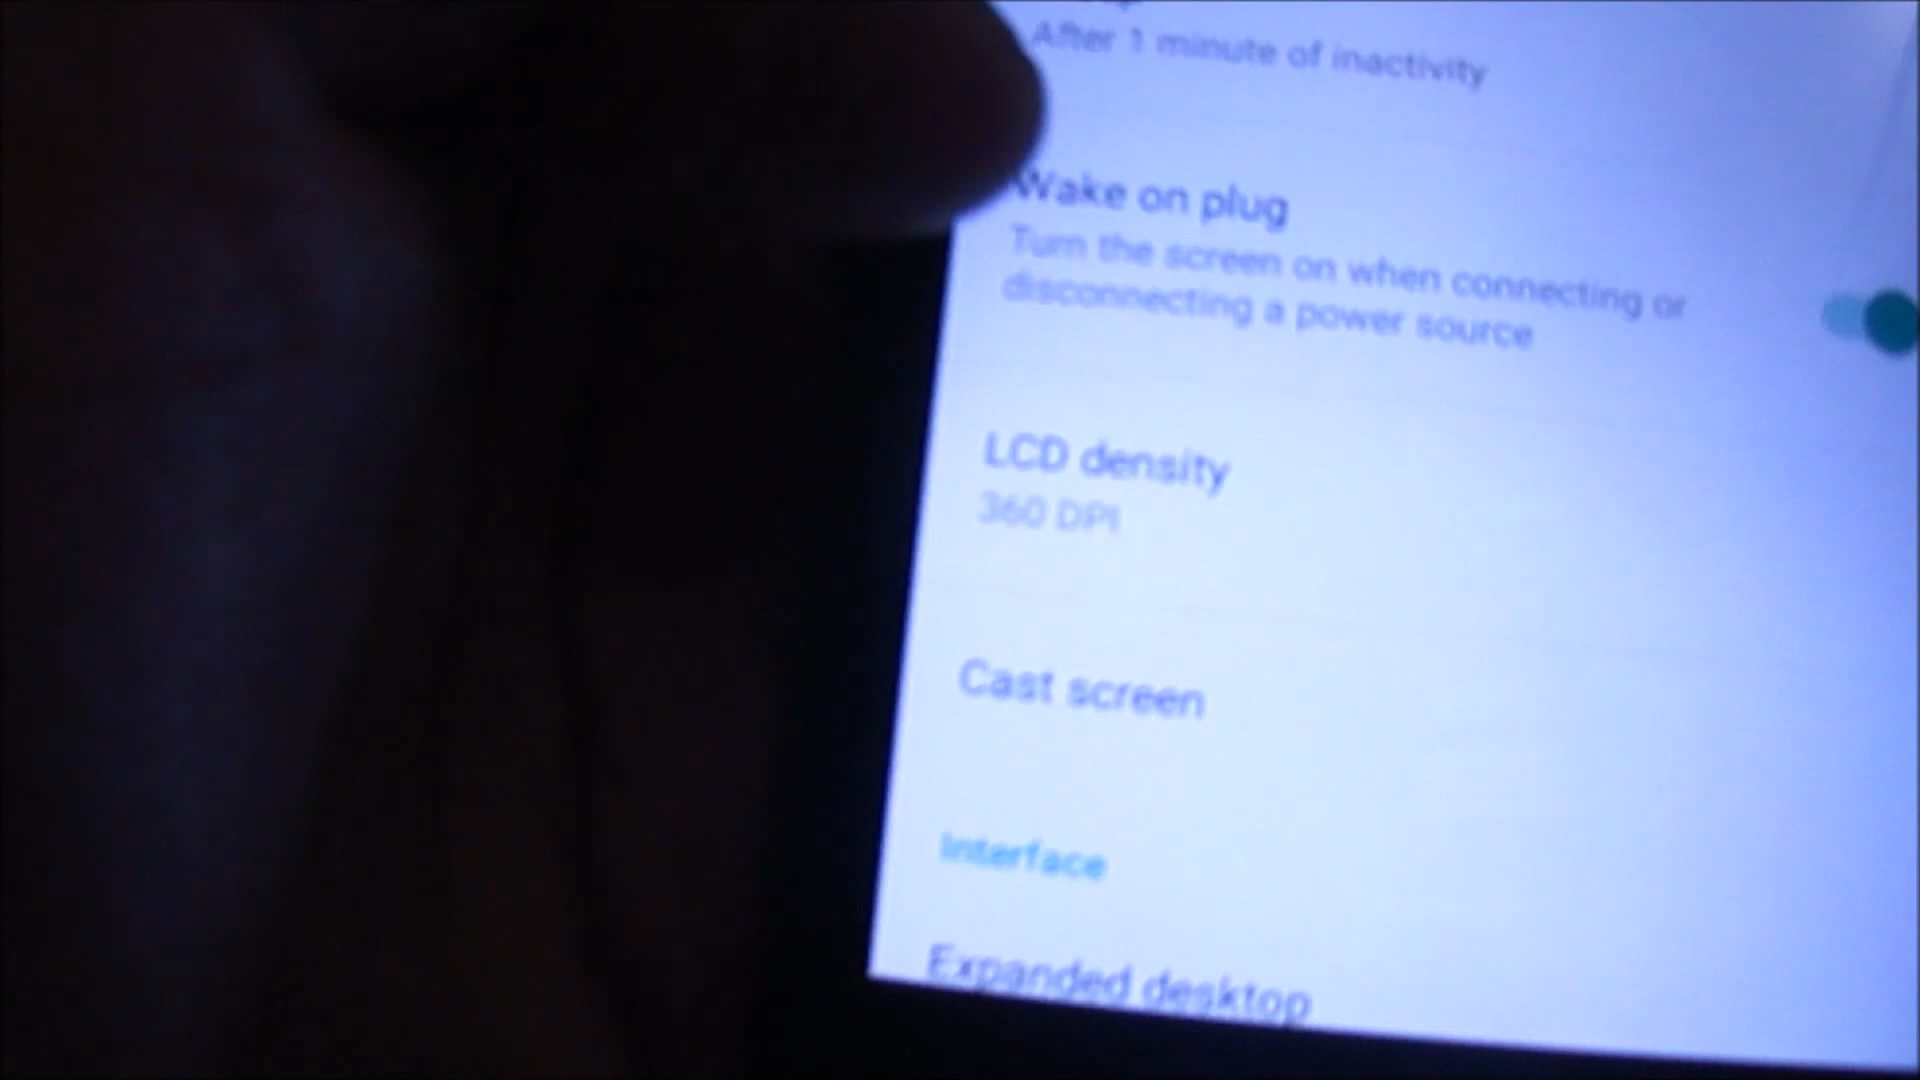 After 1 minute of inactivity
Wake on plug
Turn the screen on when connecting or
disconnecting a power source
LCD density
360 DPI
Cast screen
Interface
Expanded desktop